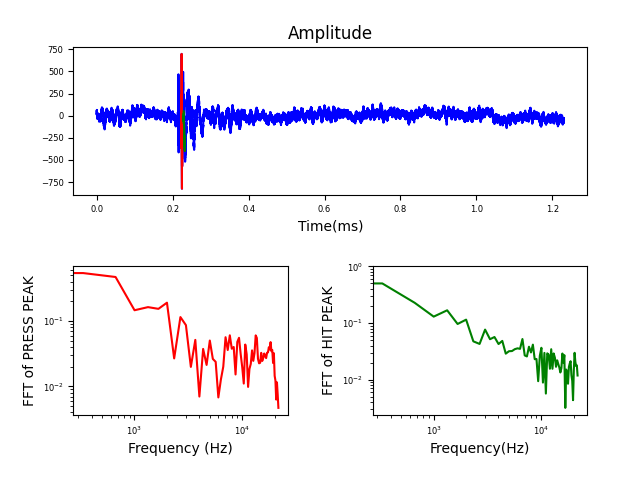 Amplitude
750
500
250
0
−250
−500
−750
0.0 0.2 0.4 0.6 0.8 1.0 1.2
Time(ms)
FFT of PRESS PEAK
10⁻¹
10⁻²
10³ 10⁴
Frequency (Hz)
FFT of HIT PEAK
10⁰
10⁻¹
10⁻²
10³ 10⁴
Frequency(Hz)